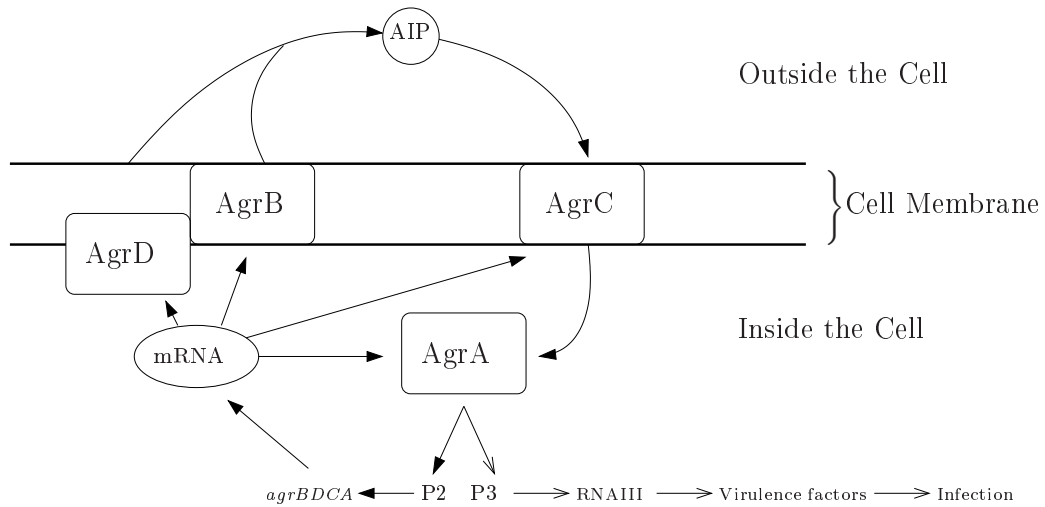 AIP
Outside the Cell
AgrB
AgrC
Cell Membrane
AgrD
Inside the Cell
mRNA
AgrA
agrBDCA P2 P3 RNAIII Virulence factors Infection